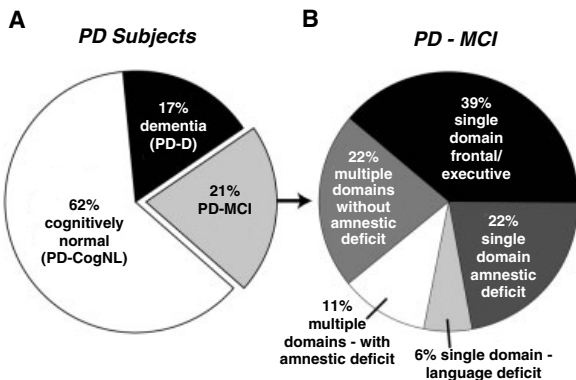 A
PD Subjects
17%
dementia
(PD-D)
21%
PD-MCI
62%
cognitively
normal
(PD-CogNL)
B
PD - MCI
39%
single
domain
frontal/
executive
22%
multiple
domains
without
amnestic
deficit
22%
single
domain
amnestic
deficit
11%
multiple
domains - with
amnestic deficit
6% single domain -
language deficit